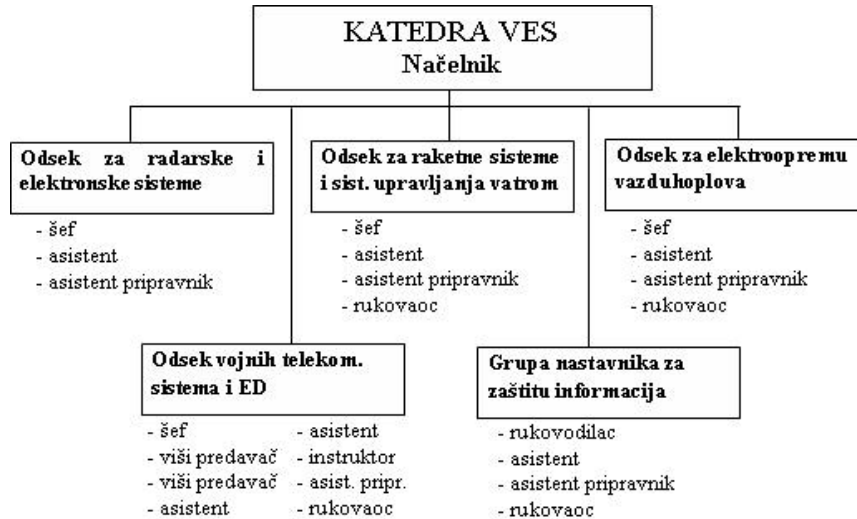 KATEDRA VES
Načelnik
Odsek za radarske i
elektronske sisteme
- šef
- asistent
- asistent pripravnik
Odsek za raketne sisteme
i sist. upravljanja vatrom
- šef
- asistent
- asistent pripravnik
- rukovaoc
Odsek za elektroopremu
vazduhoplova
- šef
- asistent
- asistent pripravnik
- rukovaoc
Odsek vojnih telekom.
sistema i ED
- šef
- viši predavač
- viši predavač
- asistent
- asistent
- instruktor
- asist. pripr.
- rukovaoc
Grupa nastavnika za
zaštitu informacija
- rukovodilac
- asistent
- asistent pripravnik
- rukovaoc